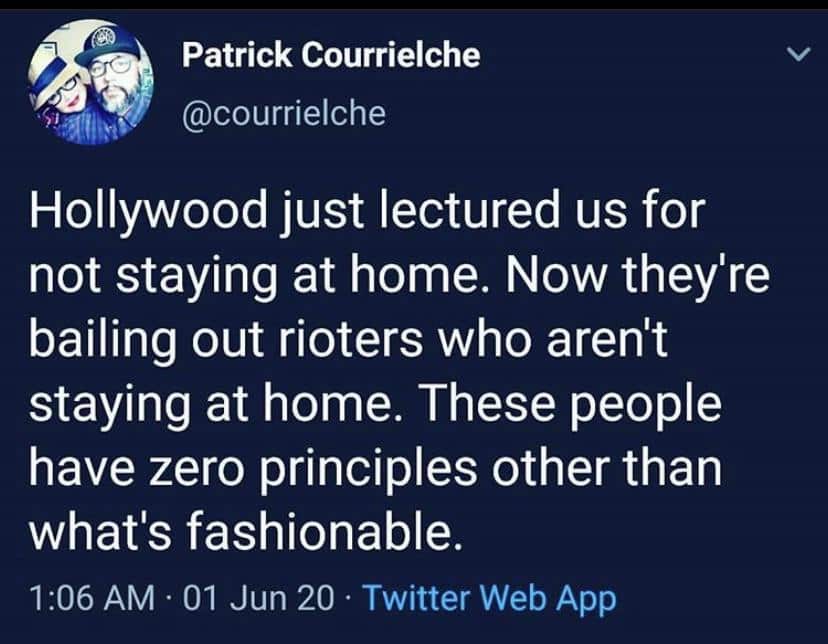 Patrick Courrielche
@courrielche
Hollywood just lectured us for
not staying at home. Now they're
bailing out rioters who aren't
staying at home. These people
have zero principles other than
what's fashionable.
1:06 AM · 01 Jun 20 · Twitter Web App